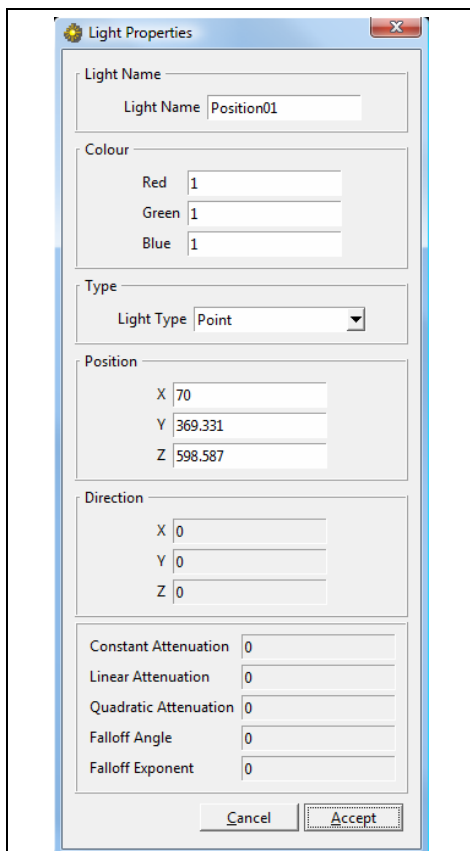 Light Properties
Light Name
Light Name Position01
Colour
Red 1
Green 1
Blue 1
Type
Light Type Point
Position
X 70
Y 369.331
Z 598.587
Direction
X 0
Y 0
Z 0
Constant Attenuation 0
Linear Attenuation 0
Quadratic Attenuation 0
Falloff Angle 0
Falloff Exponent 0
Cancel Accept